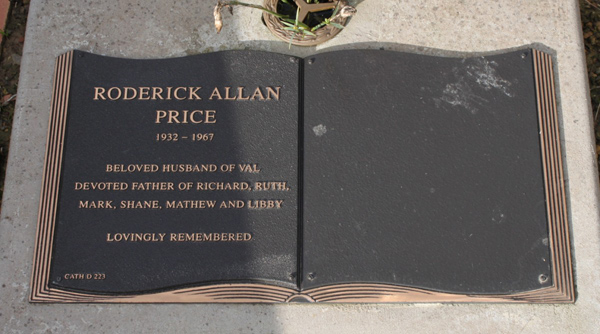 RODERICK ALLAN
PRICE
1932 – 1967
BELOVED HUSBAND OF VAL
DEVOTED FATHER OF RICHARD, RUTH,
MARK, SHANE, MATHEW AND LIBBY
LOVINGLY REMEMBERED
CATH D 223